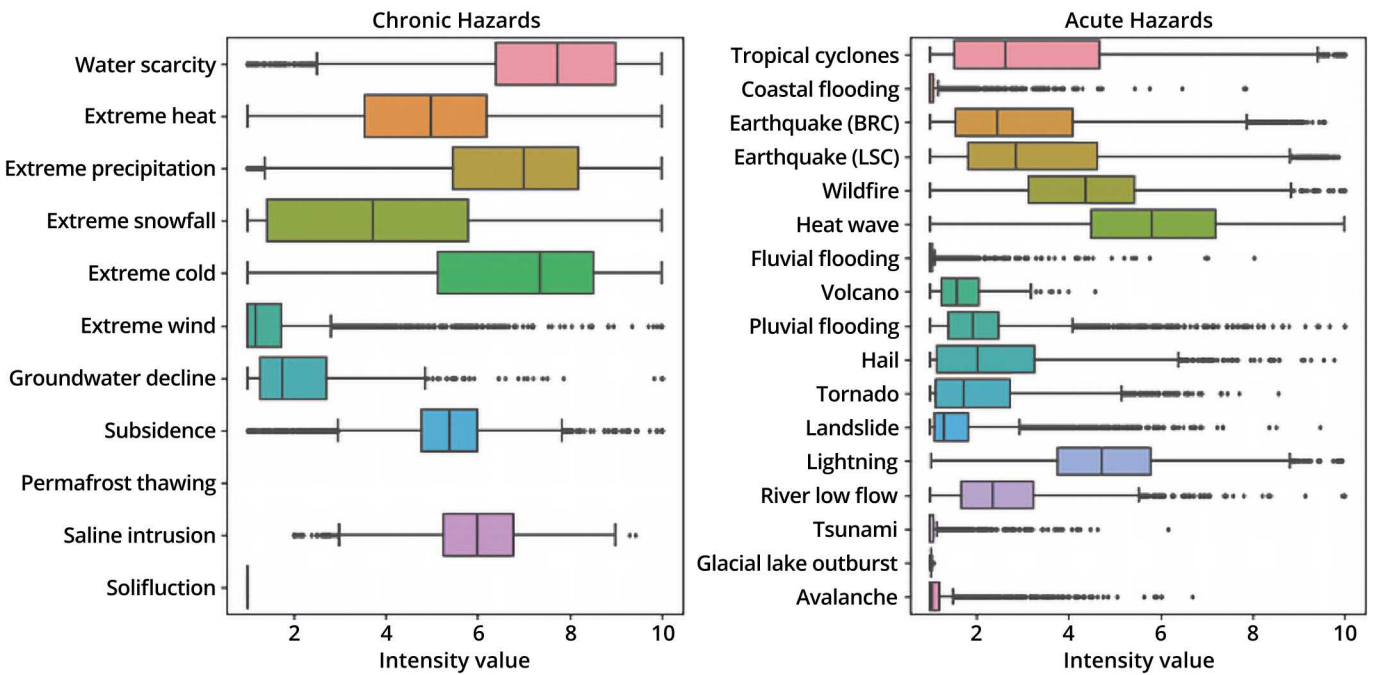 Chronic Hazards
Water scarcity
Extreme heat
Extreme precipitation
Extreme snowfall
Extreme cold
Extreme wind
Groundwater decline
Subsidence
Permafrost thawing
Saline intrusion
Solifluction
2 4 6 8 10
Intensity value
Acute Hazards
Tropical cyclones
Coastal flooding
Earthquake (BRC)
Earthquake (LSC)
Wildfire
Heat wave
Fluvial flooding
Volcano
Pluvial flooding
Hail
Tornado
Landslide
Lightning
River low flow
Tsunami
Glacial lake outburst
Avalanche
2 4 6 8 10
Intensity value